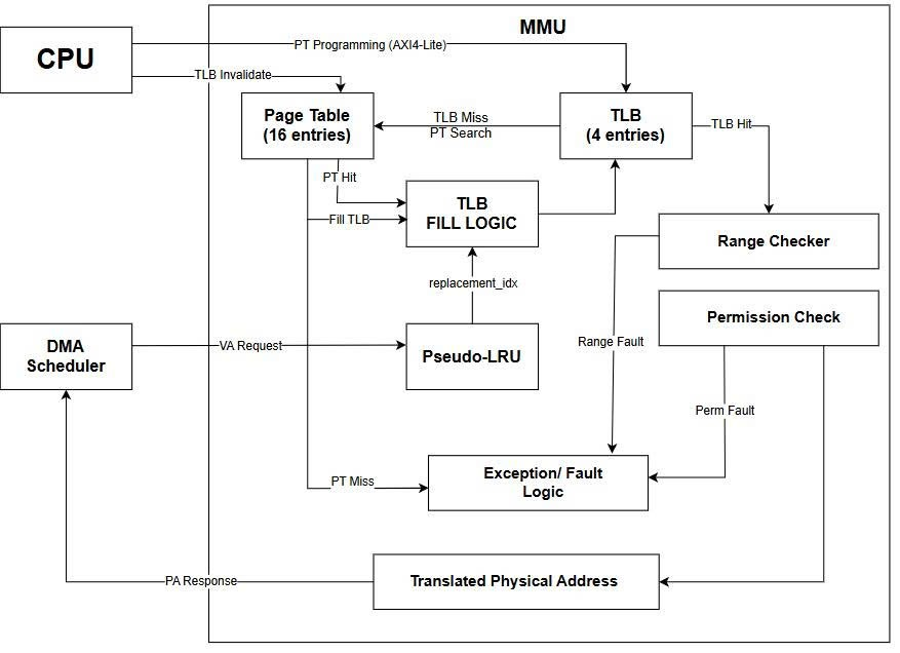 MMU
CPU
PT Programming (AXI4-Lite)
TLB Invalidate
Page Table
(16 entries)
TLB Miss
PT Search
TLB
(4 entries)
TLB Hit
PT Hit
Fill TLB
TLB
FILL LOGIC
Range Checker
replacement_idx
Permission Check
DMA
Scheduler
VA Request
Pseudo-LRU
Range Fault
Perm Fault
PT Miss
Exception/ Fault
Logic
PA Response
Translated Physical Address